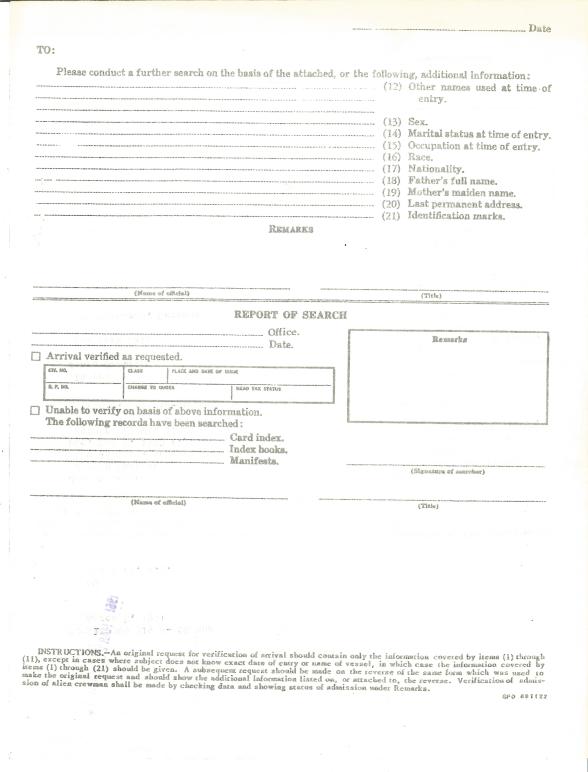 Date
TO:
Please conduct a further search on the basis of the attached, or the following, additional information:
(12) Other names used at time of
entry.
(13) Sex.
(14) Marital status at time of entry.
(15) Occupation at time of entry.
(16) Race.
(17) Nationality.
(18) Father's full name.
(19) Mother's maiden name.
(20) Last permanent address.
(21) Identification marks.
REMARKS
(Name of official) (Title)
REPORT OF SEARCH
Office.
Date.
Remarks
Arrival verified as requested.
CLASS PLACE AND DATE OF ISSUE
HEAD TAX STATUS
Unable to verify on basis of above information.
The following records have been searched:
Card index.
Index books.
Manifests.
(Signature of searcher)
(Name of official) (Title)
INSTRUCTIONS.—An original request for verification of arrival should contain only the information covered by items (1) through
(11), except in cases where subject does not know exact date of entry or name of vessel, in which case the information covered by
items (1) through (21) should be given. A subsequent request should be made on the reverse of the same form which was used to
make the original request and should show the additional information listed on, or attached to, the reverse. Verification of admis-
sion of alien crewman shall be made by checking data and showing status of admission under Remarks.
GPO